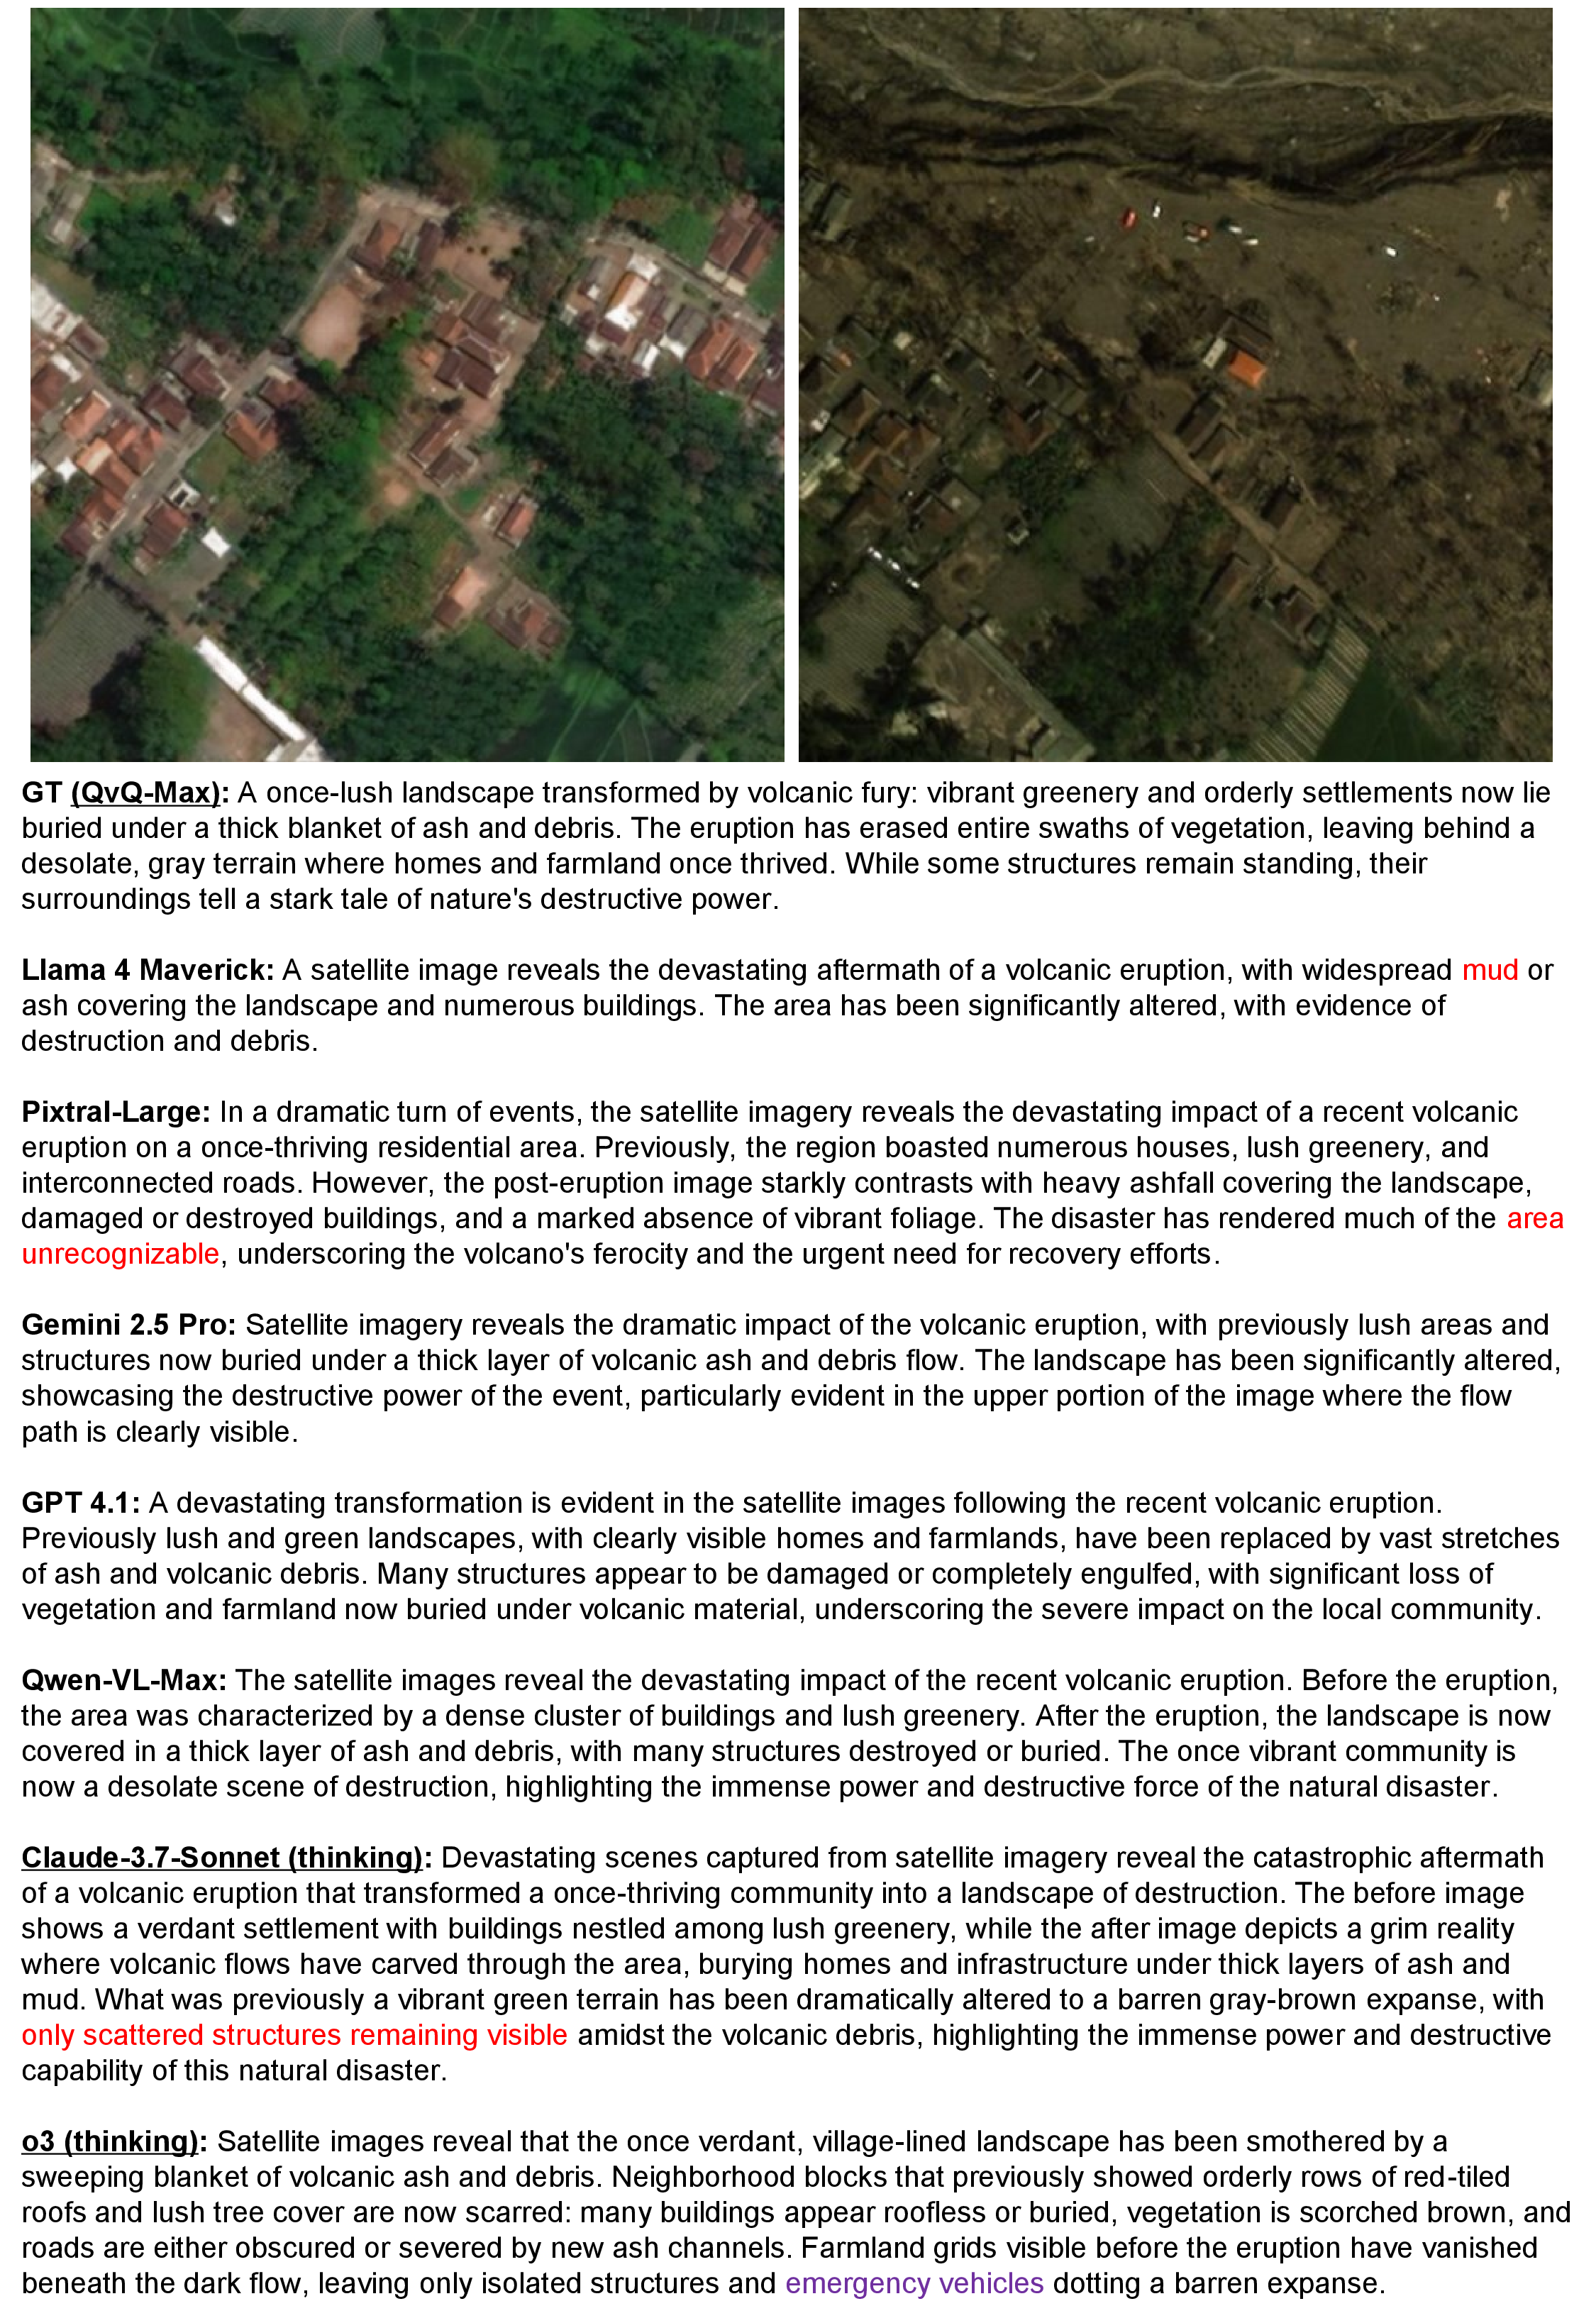 GT (QvQ-Max): A once-lush landscape transformed by volcanic fury: vibrant greenery and orderly settlements now lie
buried under a thick blanket of ash and debris. The eruption has erased entire swaths of vegetation, leaving behind a
desolate, gray terrain where homes and farmland once thrived. While some structures remain standing, their
surroundings tell a stark tale of nature's destructive power.
Llama 4 Maverick: A satellite image reveals the devastating aftermath of a volcanic eruption, with widespread mud or
ash covering the landscape and numerous buildings. The area has been significantly altered, with evidence of
destruction and debris.
Pixtral-Large: In a dramatic turn of events, the satellite imagery reveals the devastating impact of a recent volcanic
eruption on a once-thriving residential area. Previously, the region boasted numerous houses, lush greenery, and
interconnected roads. However, the post-eruption image starkly contrasts with heavy ashfall covering the landscape,
damaged or destroyed buildings, and a marked absence of vibrant foliage. The disaster has rendered much of the area
unrecognizable, underscoring the volcano's ferocity and the urgent need for recovery efforts.
Gemini 2.5 Pro: Satellite imagery reveals the dramatic impact of the volcanic eruption, with previously lush areas and
structures now buried under a thick layer of volcanic ash and debris flow. The landscape has been significantly altered,
showcasing the destructive power of the event, particularly evident in the upper portion of the image where the flow
path is clearly visible.
GPT 4.1: A devastating transformation is evident in the satellite images following the recent volcanic eruption.
Previously lush and green landscapes, with clearly visible homes and farmlands, have been replaced by vast stretches
of ash and volcanic debris. Many structures appear to be damaged or completely engulfed, with significant loss of
vegetation and farmland now buried under volcanic material, underscoring the severe impact on the local community.
Qwen-VL-Max: The satellite images reveal the devastating impact of the recent volcanic eruption. Before the eruption,
the area was characterized by a dense cluster of buildings and lush greenery. After the eruption, the landscape is now
covered in a thick layer of ash and debris, with many structures destroyed or buried. The once vibrant community is
now a desolate scene of destruction, highlighting the immense power and destructive force of the natural disaster.
Claude-3.7-Sonnet (thinking): Devastating scenes captured from satellite imagery reveal the catastrophic aftermath
of a volcanic eruption that transformed a once-thriving community into a landscape of destruction. The before image
shows a verdant settlement with buildings nestled among lush greenery, while the after image depicts a grim reality
where volcanic flows have carved through the area, burying homes and infrastructure under thick layers of ash and
mud. What was previously a vibrant green terrain has been dramatically altered to a barren gray-brown expanse, with
only scattered structures remaining visible amidst the volcanic debris, highlighting the immense power and destructive
capability of this natural disaster.
o3 (thinking): Satellite images reveal that the once verdant, village-lined landscape has been smothered by a
sweeping blanket of volcanic ash and debris. Neighborhood blocks that previously showed orderly rows of red-tiled
roofs and lush tree cover are now scarred: many buildings appear roofless or buried, vegetation is scorched brown, and
roads are either obscured or severed by new ash channels. Farmland grids visible before the eruption have vanished
beneath the dark flow, leaving only isolated structures and emergency vehicles dotting a barren expanse.